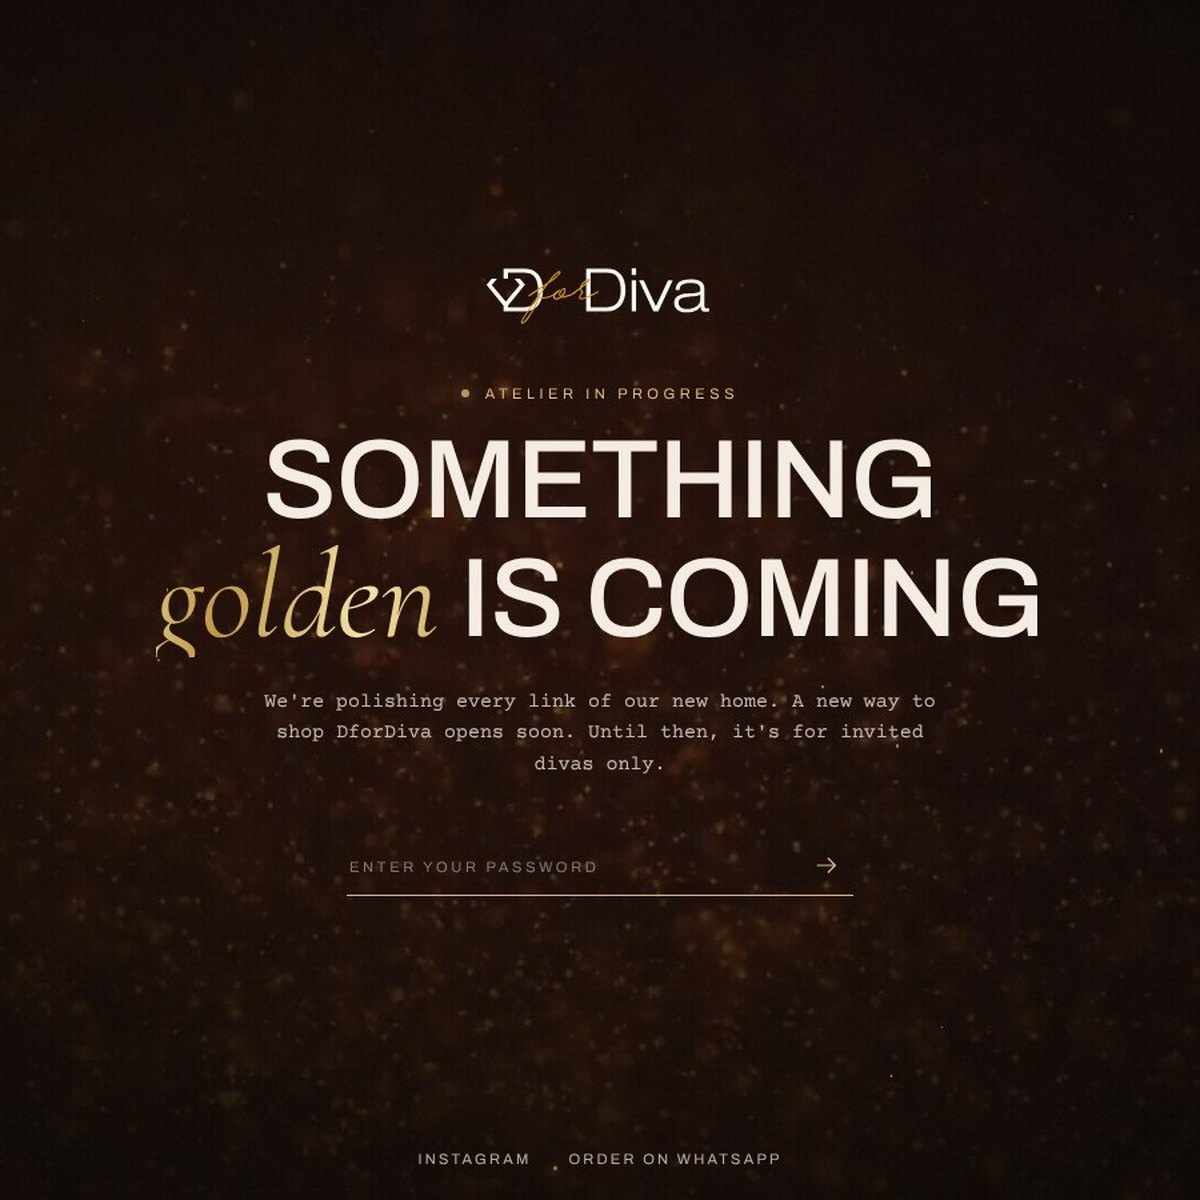 DforDiva
ATELIER IN PROGRESS
SOMETHING
golden IS COMING
We're polishing every link of our new home. A new way to
shop DforDiva opens soon. Until then, it's for invited
divas only.
ENTER YOUR PASSWORD →
INSTAGRAM
ORDER ON WHATSAPP